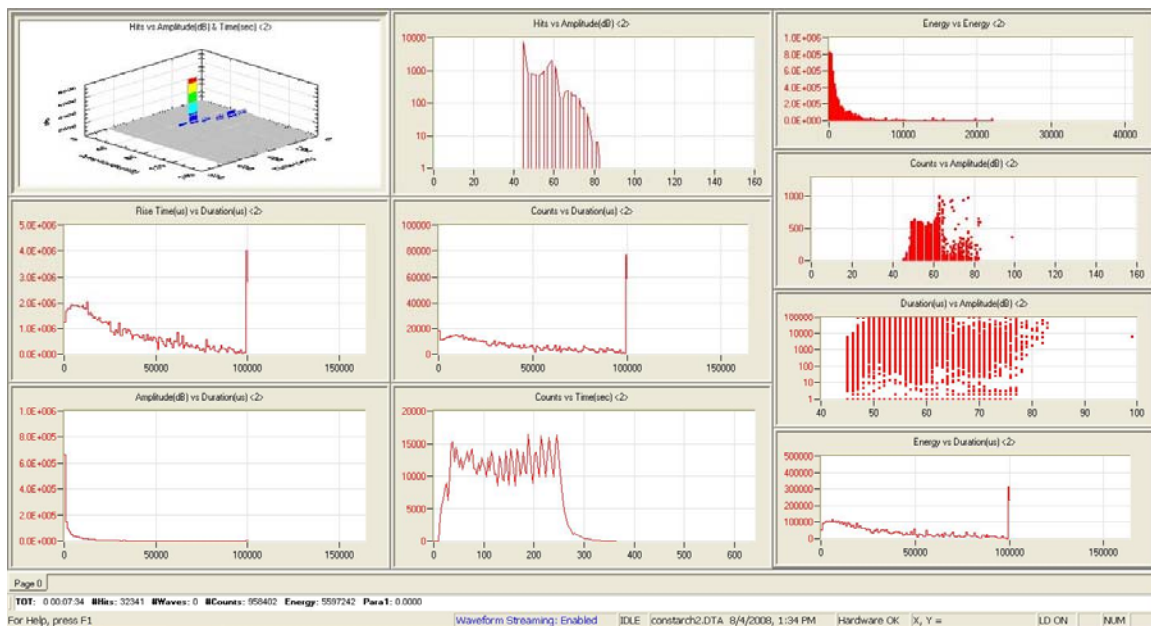 Hits vs Amplitude(dB) & Time(sec) <2>
Hits vs Amplitude(dB) <2>
10000
1000
100
10
1
0 20 40 60 80 100 120 140 160
Energy vs Energy <2>
1.0E+006
8.0E+005
6.0E+005
4.0E+005
2.0E+005
0.0E+000
0 10000 20000 30000 40000
Counts vs Amplitude(dB) <2>
1000
500
0
0 20 40 60 80 100 120 140 160
Rise Time(us) vs Duration(us) <2>
5.0E+006
4.0E+006
3.0E+006
2.0E+006
1.0E+006
0.0E+000
0 50000 100000 150000
Counts vs Duration(us) <2>
100000
80000
60000
40000
20000
0
0 50000 100000 150000
Duration(us) vs Amplitude(dB) <2>
100000
10000
1000
100
10
1
40 50 60 70 80 90 100
Amplitude(dB) vs Duration(us) <2>
1.0E+006
8.0E+005
6.0E+005
4.0E+005
2.0E+005
0.0E+000
0 50000 100000 150000
Counts vs Time(sec) <2>
20000
15000
10000
5000
0
0 100 200 300 400 500 600
Energy vs Duration(us) <2>
500000
400000
300000
200000
100000
0
0 50000 100000 150000
Page 0
TOT: 0 00:07:34 #Hits: 32341 #Waves: 0 #Counts: 958402 Energy: 5597242 Para1: 0.0000
For Help, press F1 Waveform Streaming: Enabled IDLE constarch2.DTA 8/4/2008, 1:34 PM Hardware OK X, Y = LD ON NUM